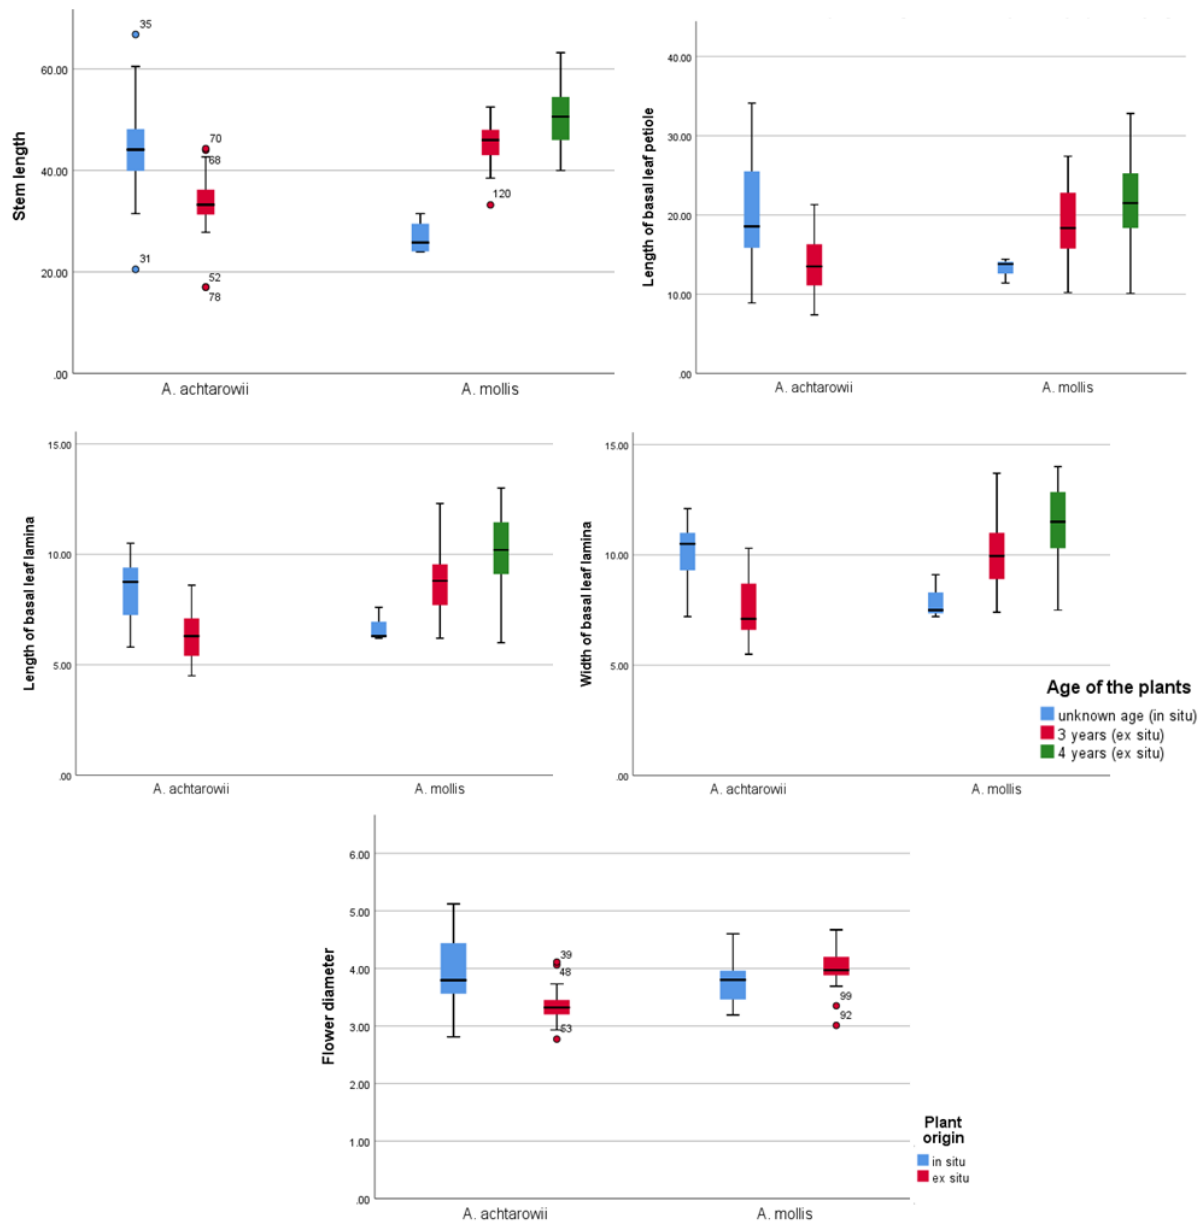 Stem length
60.00
40.00
20.00
.00
35
31
70
68
52
78
120
A. achtarowii
A. mollis
Length of basal leaf petiole
40.00
30.00
20.00
10.00
.00
A. achtarowii
A. mollis
Length of basal leaf lamina
15.00
10.00
5.00
.00
A. achtarowii
A. mollis
Width of basal leaf lamina
15.00
10.00
5.00
.00
A. achtarowii
A. mollis
Age of the plants
unknown age (in situ)
3 years (ex situ)
4 years (ex situ)
Flower diameter
6.00
5.00
4.00
3.00
2.00
1.00
.00
39
48
53
99
92
A. achtarowii
A. mollis
Plant
origin
in situ
ex situ